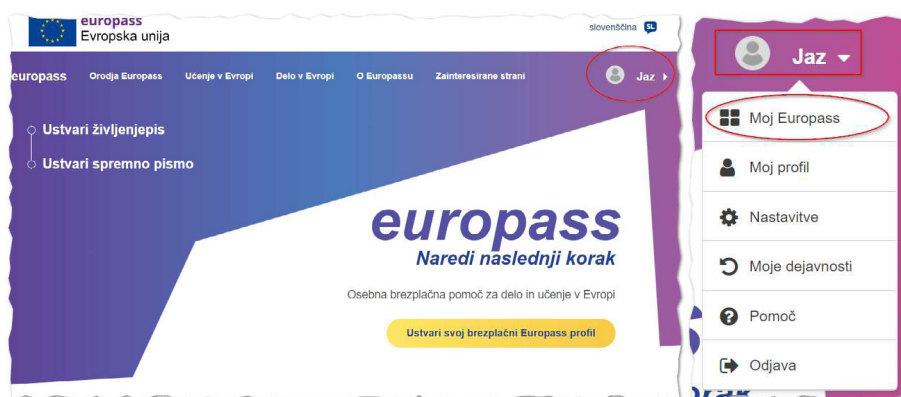 europass
Evropska unija
slovenščina SL
europass Orodja Europass Učenje v Evropi Delo v Evropi O Europassu Zainteresirane strani Jaz
Ustvari življenjepis
Ustvari spremno pismo
europass
Naredi naslednji korak
Osebna brezplačna pomoč za delo in učenje v Evropi
Ustvari svoj brezplačni Europass profil
Jaz
Moj Europass
Moj profil
Nastavitve
Moje dejavnosti
Pomoč
Odjava